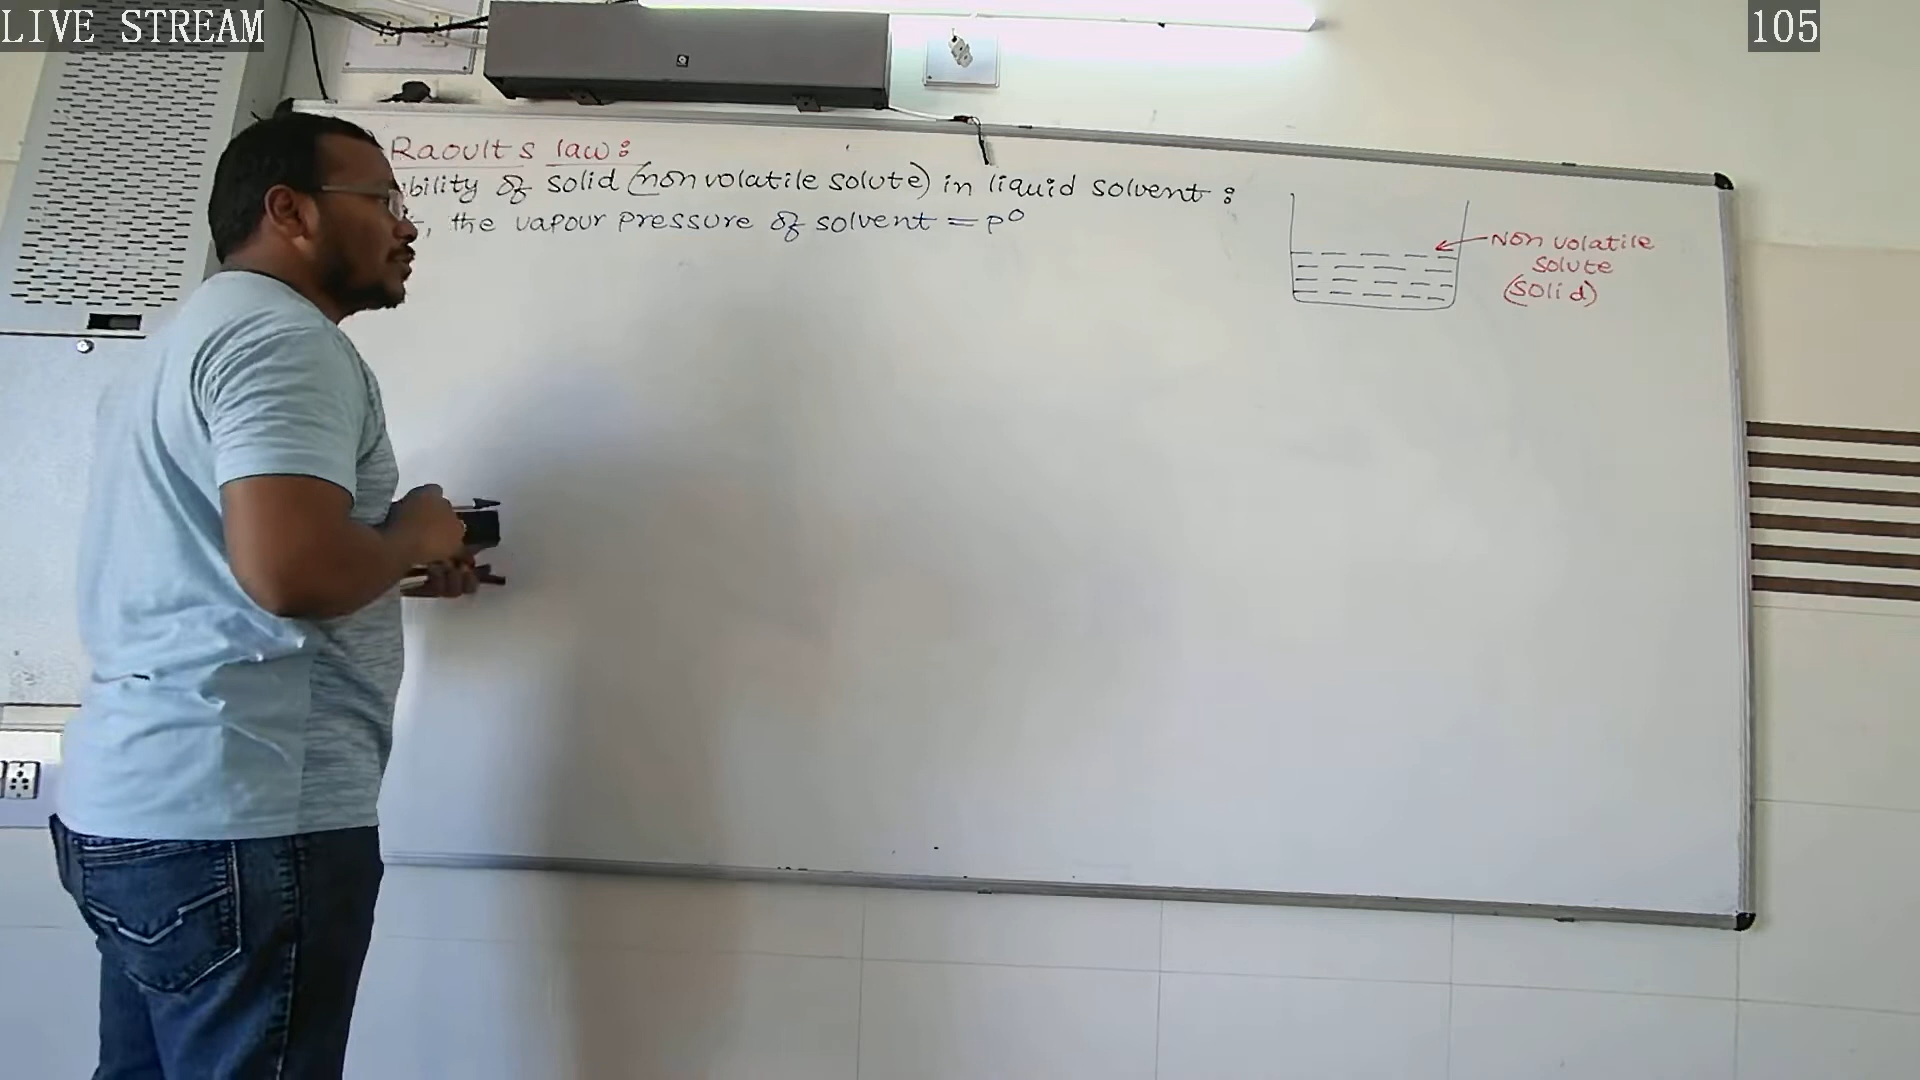 LIVE STREAM
105
Raoult s law:
bility of solid (non volatile solute) in liquid solvent :
, the vapour pressure of solvent = p⁰
Non volatile
solute
(solid)